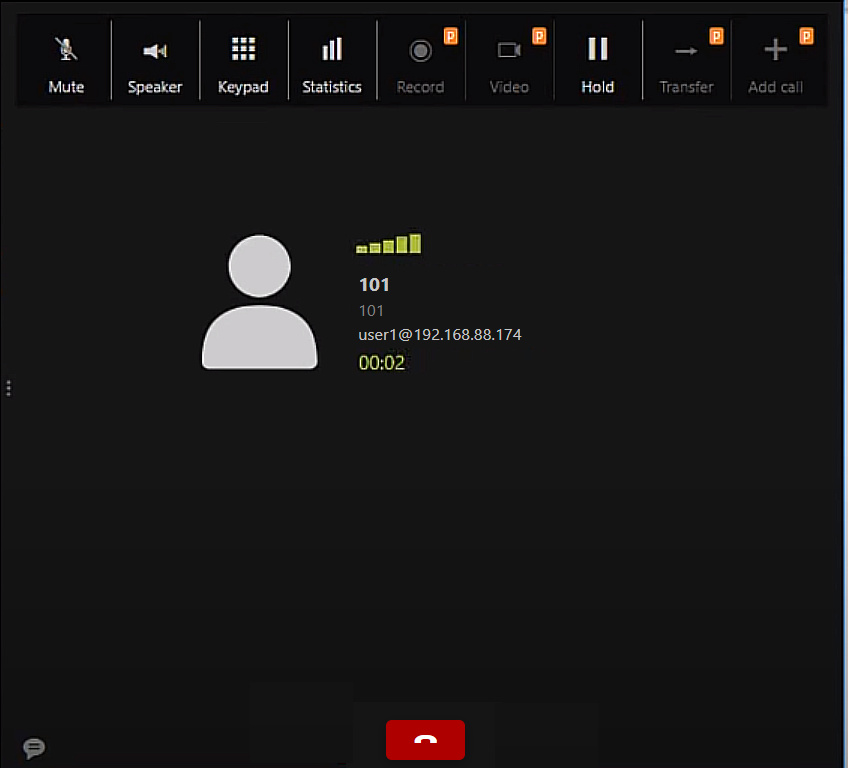 Mute
Speaker
Keypad
Statistics
P
Record
P
Video
Hold
P
Transfer
P
Add call
101
101
user1@192.168.88.174
00:02